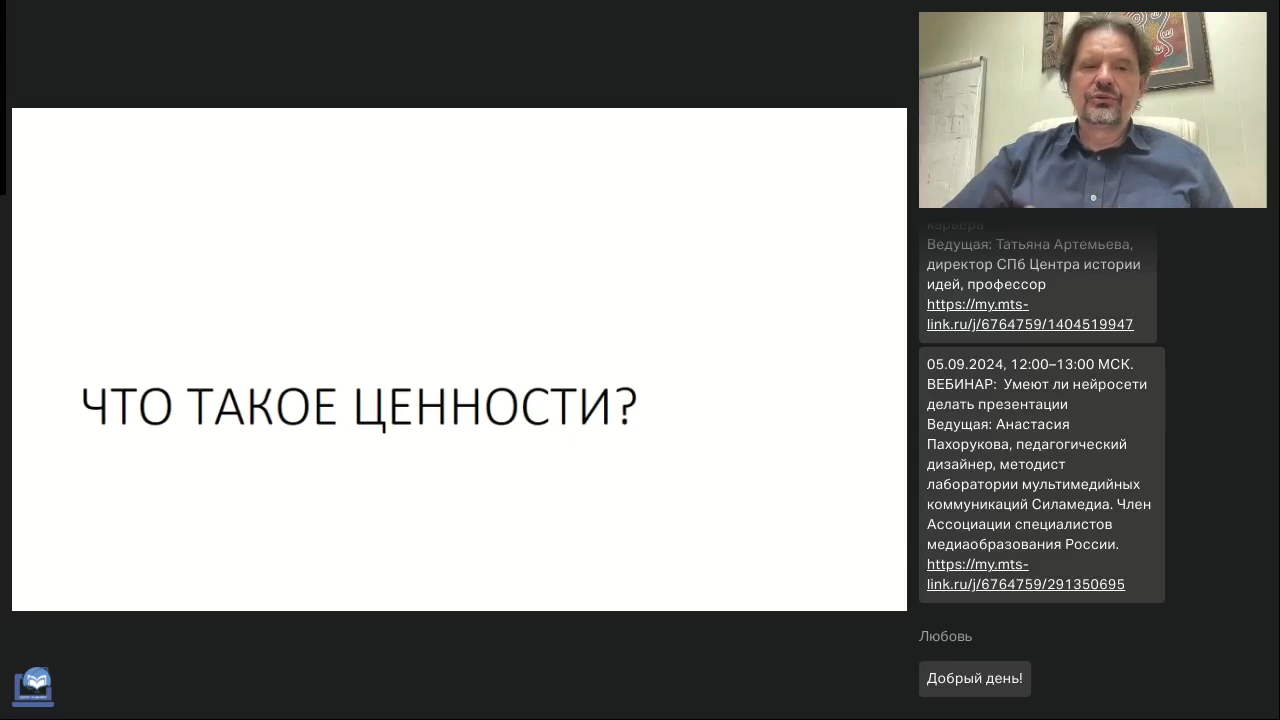 ЧТО ТАКОЕ ЦЕННОСТИ?
карьера
Ведущая: Татьяна Артемьева,
директор СПб Центра истории
идей, профессор
https://my.mts-
link.ru/j/6764759/1404519947
05.09.2024, 12:00–13:00 МСК.
ВЕБИНАР:  Умеют ли нейросети
делать презентации
Ведущая: Анастасия
Пахорукова, педагогический
дизайнер, методист
лаборатории мультимедийных
коммуникаций Силамедиа. Член
Ассоциации специалистов
медиаобразования России.
https://my.mts-
link.ru/j/6764759/291350695
Любовь
Добрый день!